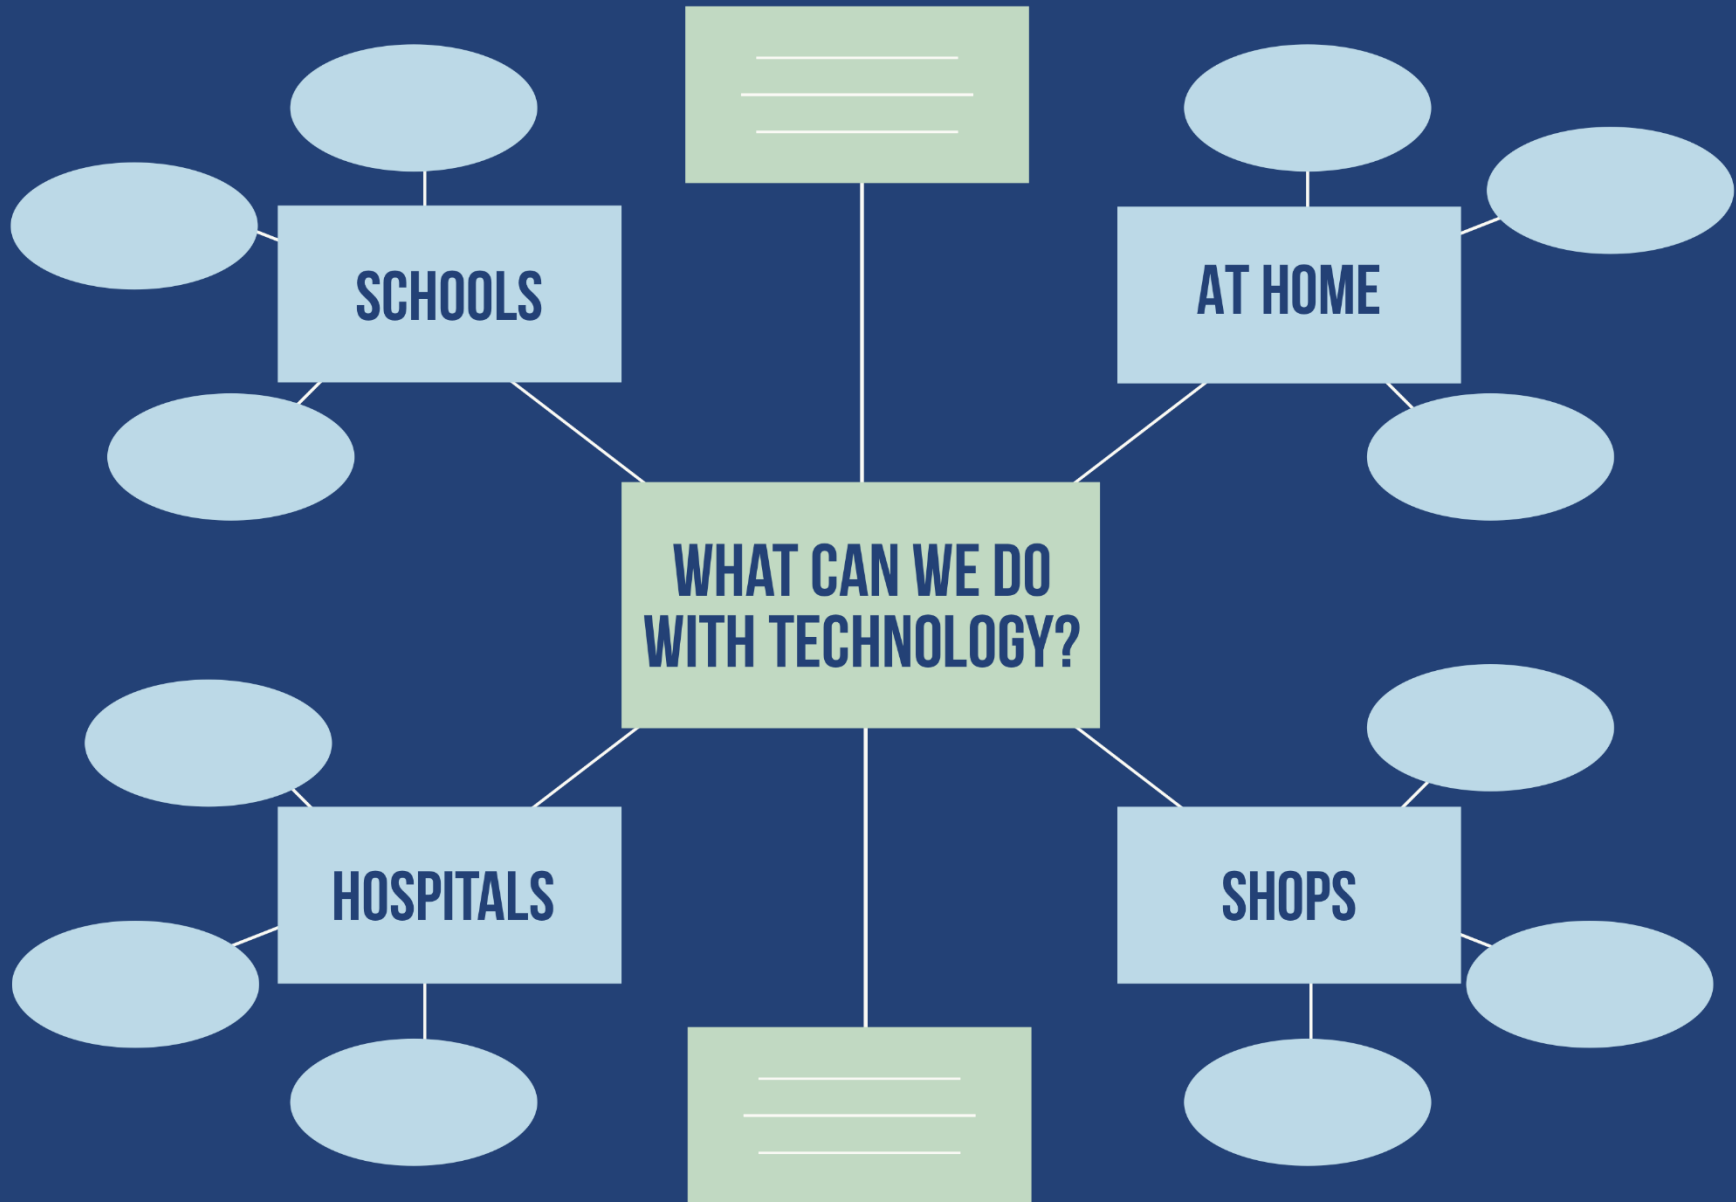 SCHOOLS
AT HOME
WHAT CAN WE DO
WITH TECHNOLOGY?
HOSPITALS
SHOPS